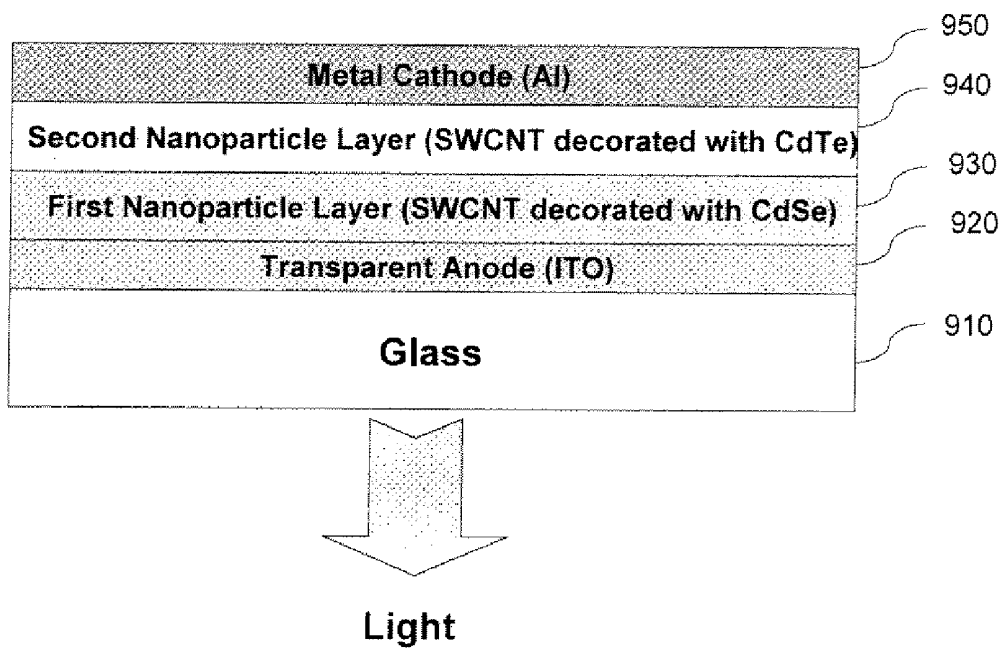 950
Metal Cathode (Al)
940
Second Nanoparticle Layer (SWCNT decorated with CdTe)
930
First Nanoparticle Layer (SWCNT decorated with CdSe)
920
Transparent Anode (ITO)
910
Glass
Light